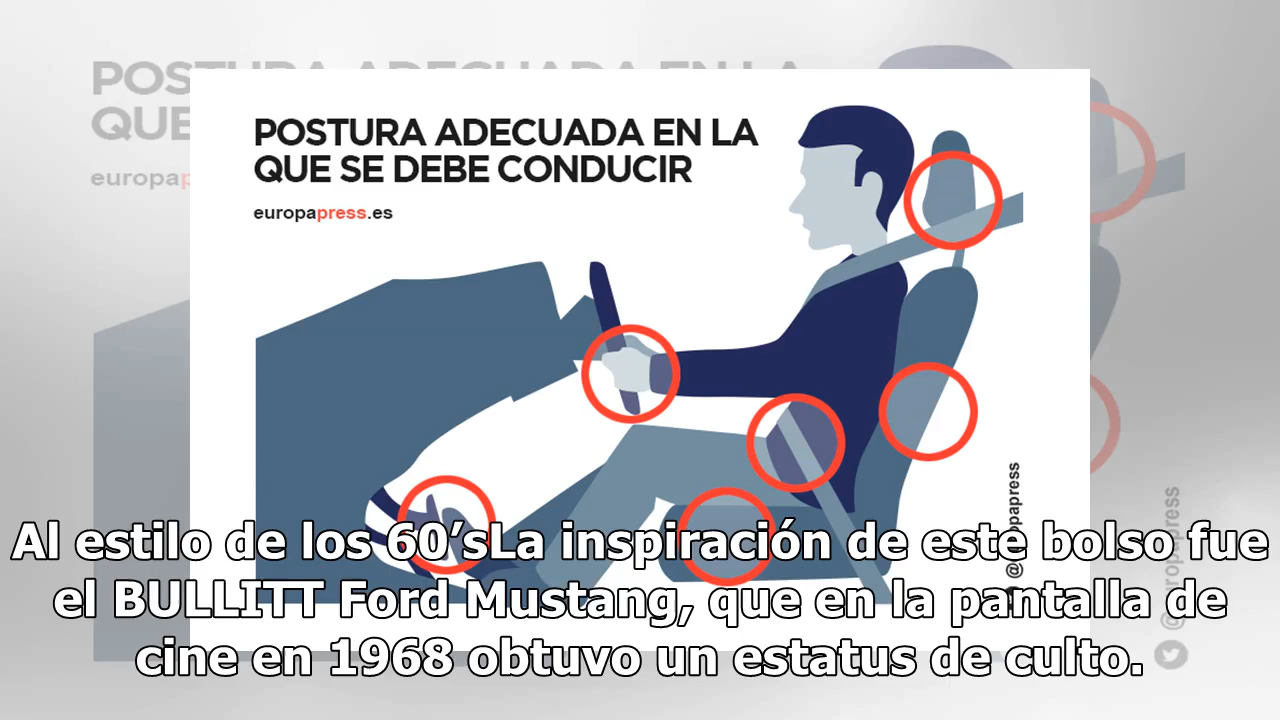 POSTURA ADECUADA EN LA
QUE SE DEBE CONDUCIR
europapress.es
@europapress
Al estilo de los 60’sLa inspiración de este bolso fue
el BULLITT Ford Mustang, que en la pantalla de
cine en 1968 obtuvo un estatus de culto.